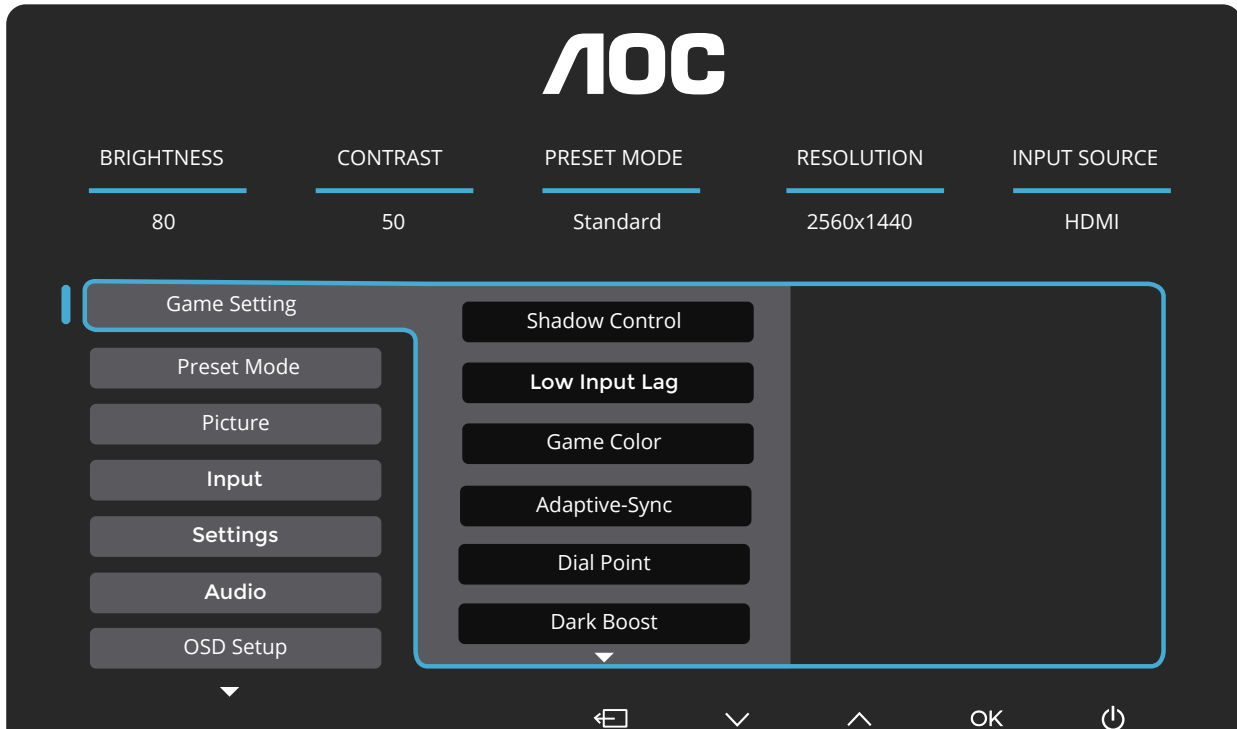 AOC
BRIGHTNESS CONTRAST PRESET MODE RESOLUTION INPUT SOURCE
80 50 Standard 2560x1440 HDMI
Game Setting
Preset Mode
Picture
Input
Settings
Audio
OSD Setup
Shadow Control
Low Input Lag
Game Color
Adaptive-Sync
Dial Point
Dark Boost
OK